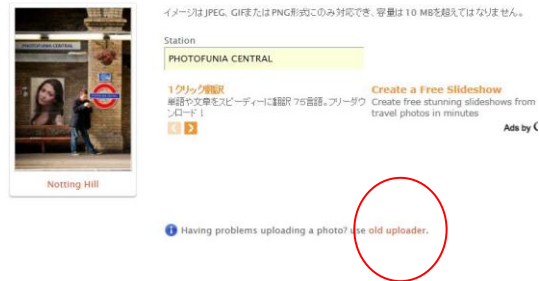 イメージはJPEG、GIFまたはPNG形式にのみ対応でき、容量は10 MBを超えてはなりません。
Station
PHOTOFUNIA CENTRAL
PHOTOFUNIA CENTRAL
1クリック翻訳
単語や文章をスピーディーに翻訳 75言語。フリーダウ
ンロード!
Create a Free Slideshow
Create free stunning slideshows from
travel photos in minutes
Ads by
Notting Hill
Having problems uploading a photo? use old uploader.